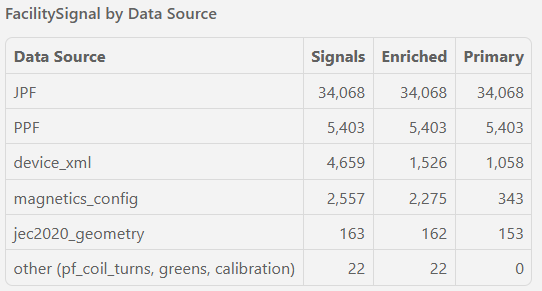 FacilitySignal by Data Source
Data Source Signals Enriched Primary
JPF 34,068 34,068 34,068
PPF 5,403 5,403 5,403
device_xml 4,659 1,526 1,058
magnetics_config 2,557 2,275 343
jec2020_geometry 163 162 153
other (pf_coil_turns, greens, calibration) 22 22 0